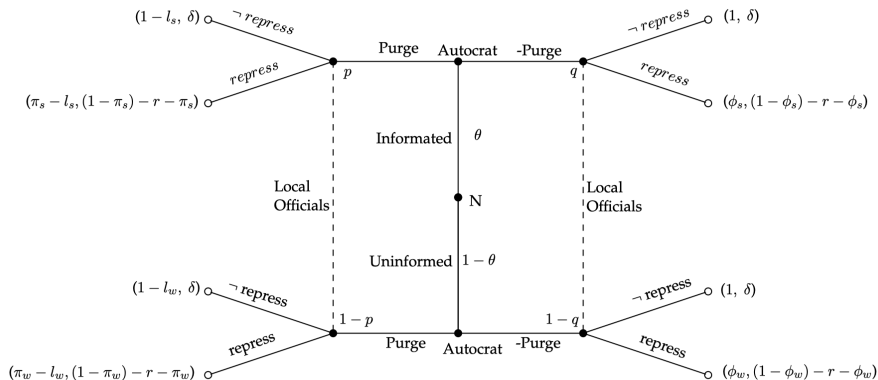 (1 − l_s, δ)
¬ repress
Purge
Autocrat
-Purge
¬ repress
(1, δ)
repress
p
q
repress
(π_s − l_s, (1 − π_s) − r − π_s)
(ϕ_s, (1 − ϕ_s) − r − ϕ_s)
Informated
θ
Local
Officials
N
Local
Officials
Uninformed
1 − θ
(1 − l_w, δ)
¬ repress
¬ repress
(1, δ)
1 − p
1 − q
repress
Purge
Autocrat
-Purge
repress
(π_w − l_w, (1 − π_w) − r − π_w)
(ϕ_w, (1 − ϕ_w) − r − ϕ_w)